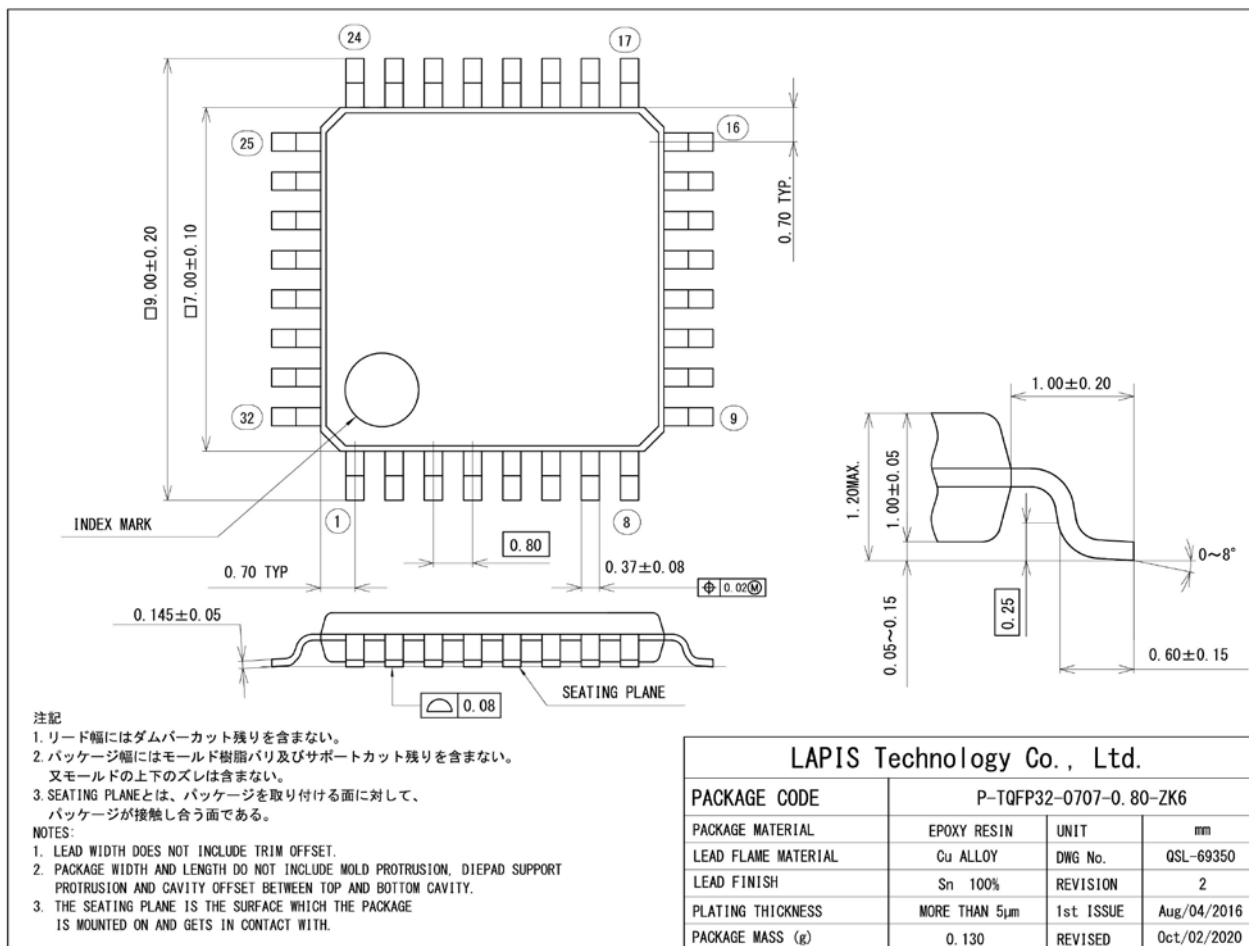 24
17
25
16
0.70 TYP.
□9.00±0.20
□7.00±0.10
32
9
INDEX MARK
1
8
0.80
0.70 TYP
0.37±0.08
0.02Ⓜ
0.145±0.05
SEATING PLANE
0.08
1.00±0.20
1.20MAX.
1.00±0.05
0~8°
0.25
0.05~0.15
0.60±0.15
注記
1. リード幅にはダムバーカット残りを含まない。
2. パッケージ幅にはモールド樹脂バリ及びサポートカット残りを含まない。
又モールドの上下のズレは含まない。
3. SEATING PLANEとは、パッケージを取り付ける面に対して、
パッケージが接触し合う面である。
NOTES:
1. LEAD WIDTH DOES NOT INCLUDE TRIM OFFSET.
2. PACKAGE WIDTH AND LENGTH DO NOT INCLUDE MOLD PROTRUSION, DIEPAD SUPPORT
PROTRUSION AND CAVITY OFFSET BETWEEN TOP AND BOTTOM CAVITY.
3. THE SEATING PLANE IS THE SURFACE WHICH THE PACKAGE
IS MOUNTED ON AND GETS IN CONTACT WITH.
LAPIS Technology Co., Ltd.
PACKAGE CODE P-TQFP32-0707-0.80-ZK6
PACKAGE MATERIAL EPOXY RESIN UNIT mm
LEAD FLAME MATERIAL Cu ALLOY DWG No. QSL-69350
LEAD FINISH Sn 100% REVISION 2
PLATING THICKNESS MORE THAN 5μm 1st ISSUE Aug/04/2016
PACKAGE MASS (g) 0.130 REVISED Oct/02/2020